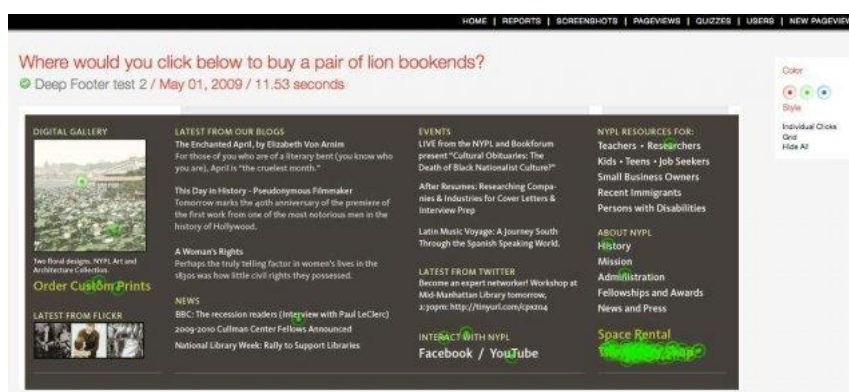 HOME | REPORTS | SCREENSHOTS | PAGEVIEWS | QUIZZES | USERS | NEW PAGEVIEW
Where would you click below to buy a pair of lion bookends?
Deep Footer test 2 / May 01, 2009 / 11.53 seconds
Color
Style
Individual Clicks
Grid
Hide All
DIGITAL GALLERY
Two floral designs. NYPL Art and
Architecture Collection.
Order Custom Prints
LATEST FROM FLICKR
LATEST FROM OUR BLOGS
The Enchanted April, by Elizabeth Von Arnim
For those of you who are of a literary bent (you know who
you are), April is "the cruelest month."
This Day in History - Pseudonymous Filmmaker
Tomorrow marks the 40th anniversary of the premiere of
the first work from one of the most notorious men in the
history of Hollywood.
A Woman's Rights
Perhaps the truly telling factor in women's lives in the
1830s was how little civil rights they possessed.
NEWS
BBC: The recession readers (Interview with Paul LeClerc)
2009-2010 Cullman Center Fellows Announced
National Library Week: Rally to Support Libraries
EVENTS
LIVE from the NYPL and Bookforum
present "Cultural Obituaries: The
Death of Black Nationalist Culture?"
After Resumes: Researching Compa-
nies & Industries for Cover Letters &
Interview Prep
Latin Music Voyage: A Journey South
Through the Spanish Speaking World.
LATEST FROM TWITTER
Become an expert networker! Workshop at
Mid-Manhattan Library tomorrow,
2:30pm: http://tinyurl.com/cpxzo4
INTERACT WITH NYPL
Facebook / YouTube
NYPL RESOURCES FOR:
Teachers • Researchers
Kids • Teens • Job Seekers
Small Business Owners
Recent Immigrants
Persons with Disabilities
ABOUT NYPL
History
Mission
Administration
Fellowships and Awards
News and Press
Space Rental